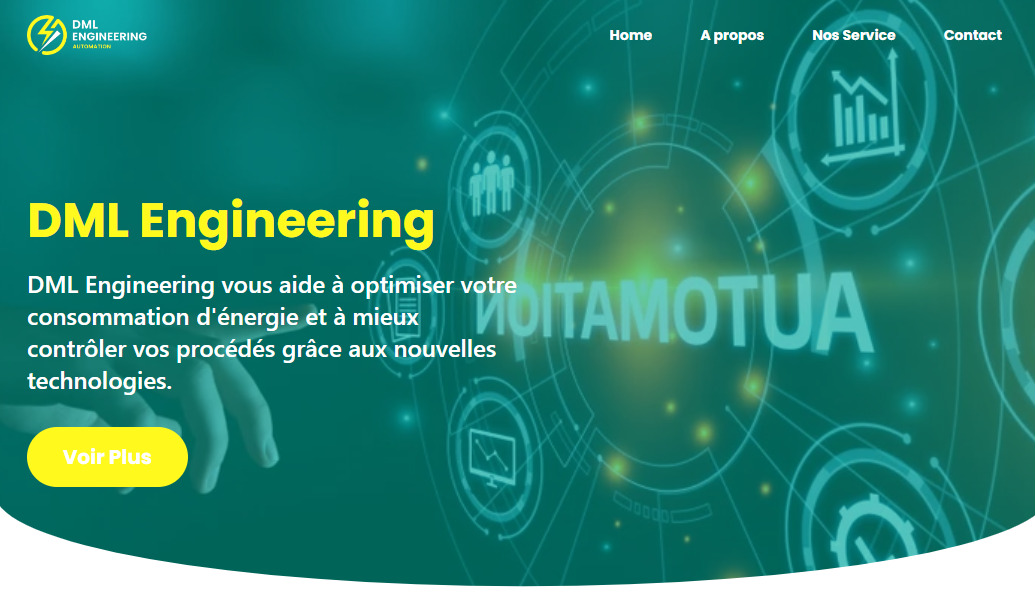 DML
ENGINEERING
AUTOMATION
Home A propos Nos Service Contact
DML Engineering
DML Engineering vous aide à optimiser votre
consommation d'énergie et à mieux
contrôler vos procédés grâce aux nouvelles
technologies.
AUTOMATION
Voir Plus